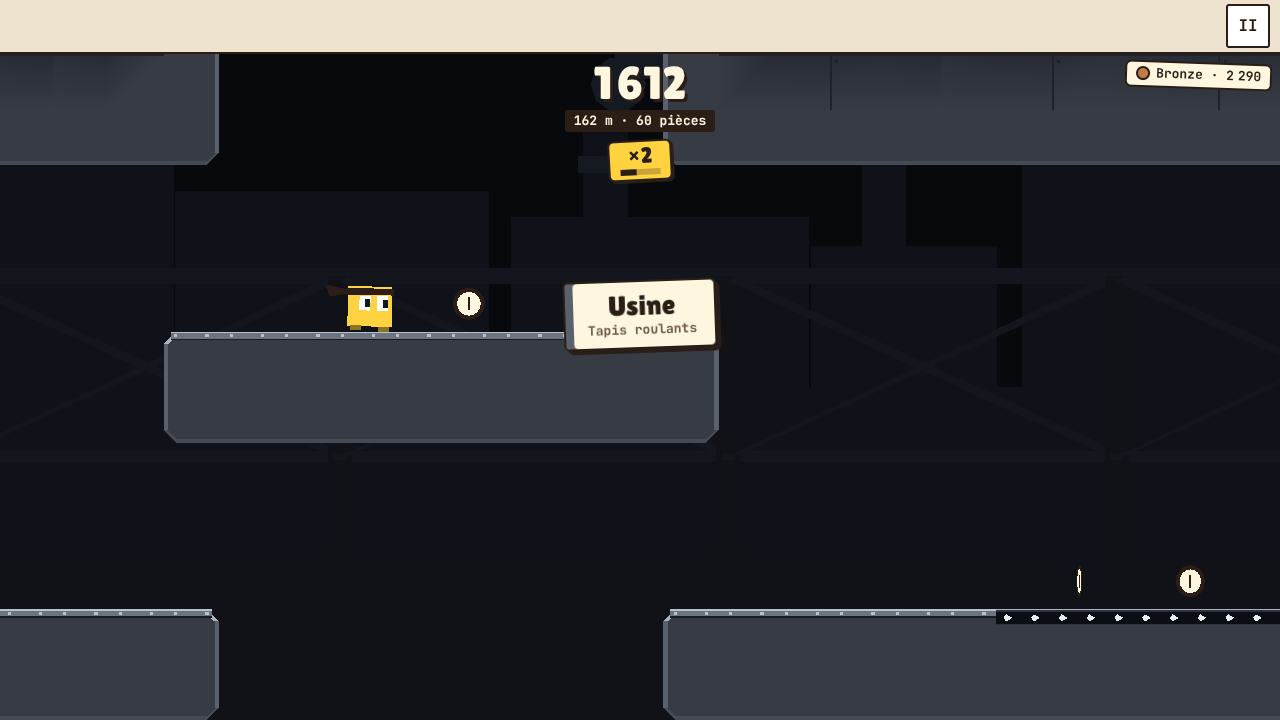 II
1612
Bronze · 2 290
162 m · 60 pièces
×2
Usine
Tapis roulants